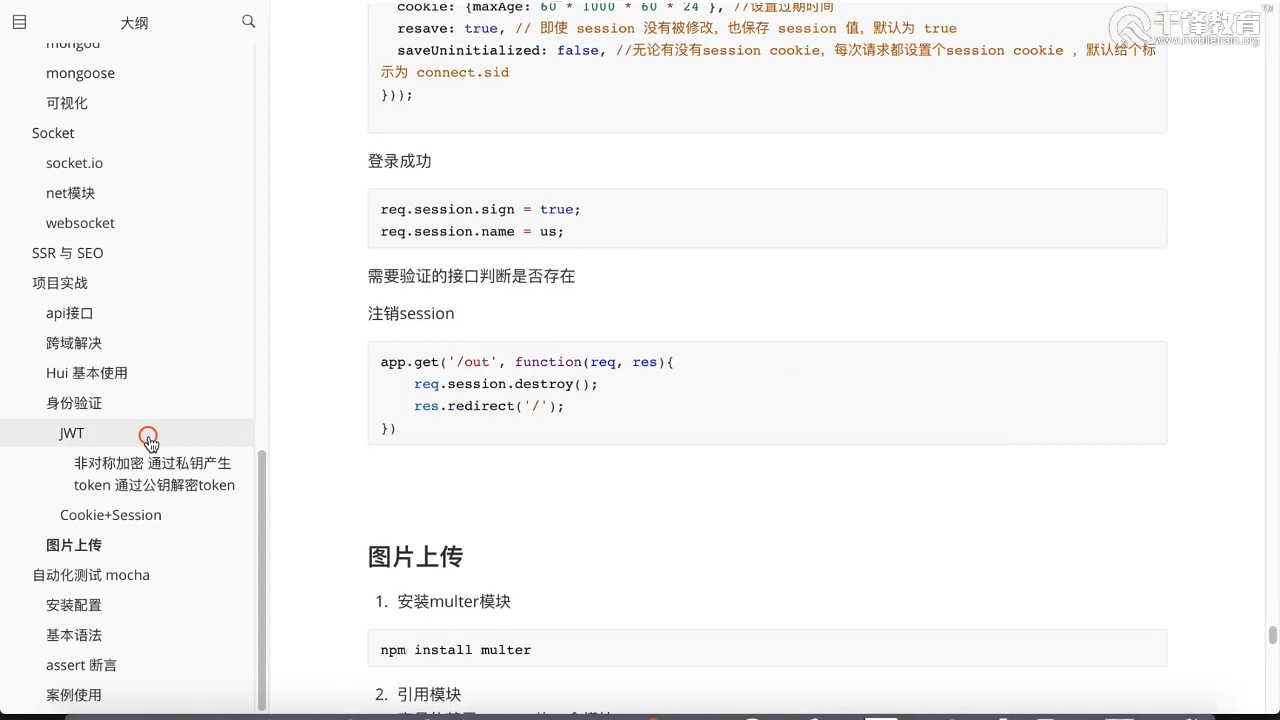 大纲
mongod
mongoose
可视化
Socket
socket.io
net模块
websocket
SSR 与 SEO
项目实战
api接口
跨域解决
Hui 基本使用
身份验证
JWT
非对称加密 通过私钥产生
token 通过公钥解密token
Cookie+Session
图片上传
自动化测试 mocha
安装配置
基本语法
assert 断言
案例使用
cookie: {maxAge: 60 * 1000 * 60 * 24 }, //设置过期时间
resave: true, // 即使 session 没有被修改，也保存 session 值，默认为 true
saveUninitialized: false, //无论有没有session cookie，每次请求都设置个session cookie ，默认给个标
示为 connect.sid
}));
登录成功
req.session.sign = true;
req.session.name = us;
需要验证的接口判断是否存在
注销session
app.get('/out', function(req, res){
req.session.destroy();
res.redirect('/');
})
图片上传
1. 安装multer模块
npm install multer
2. 引用模块
千锋教育
www.mobiletrain.org